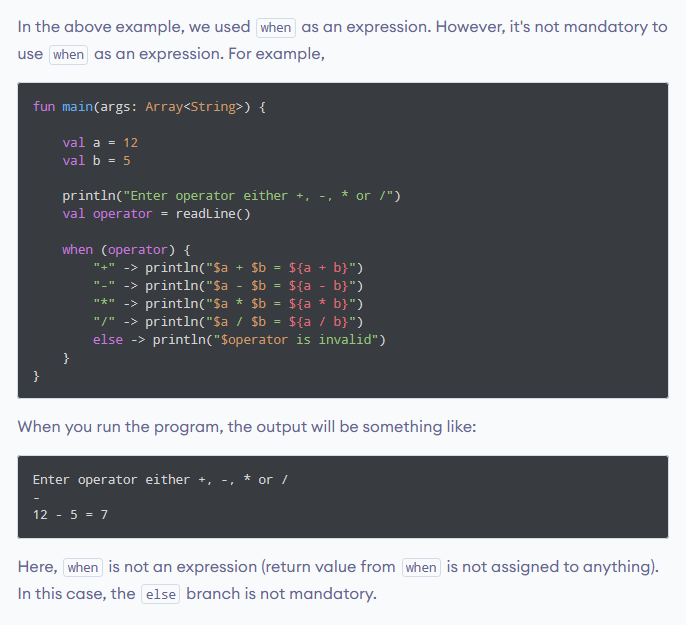 In the above example, we used when as an expression. However, it's not mandatory to
use when as an expression. For example,
fun main(args: Array<String>) {
    val a = 12
    val b = 5
    println("Enter operator either +, -, * or /")
    val operator = readLine()
    when (operator) {
        "+" -> println("$a + $b = ${a + b}")
        "-" -> println("$a - $b = ${a - b}")
        "*" -> println("$a * $b = ${a * b}")
        "/" -> println("$a / $b = ${a / b}")
        else -> println("$operator is invalid")
    }
}
When you run the program, the output will be something like:
Enter operator either +, -, * or /
-
12 - 5 = 7
Here, when is not an expression (return value from when is not assigned to anything).
In this case, the else branch is not mandatory.